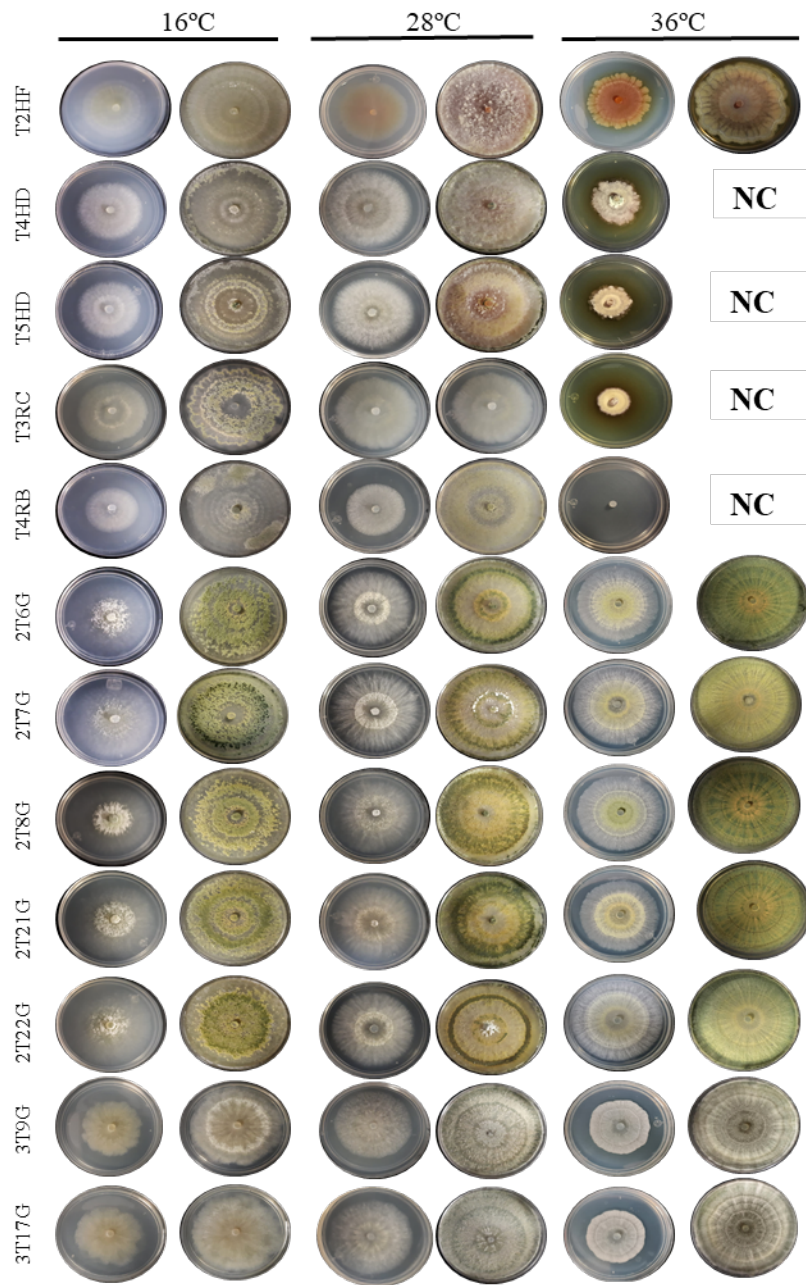 16ºC 28ºC 36ºC
T2HF
T4HD
NC
T5HD
NC
T3RC
NC
T4RB
NC
2T6G
2T7G
2T8G
2T21G
2T22G
3T9G
3T17G